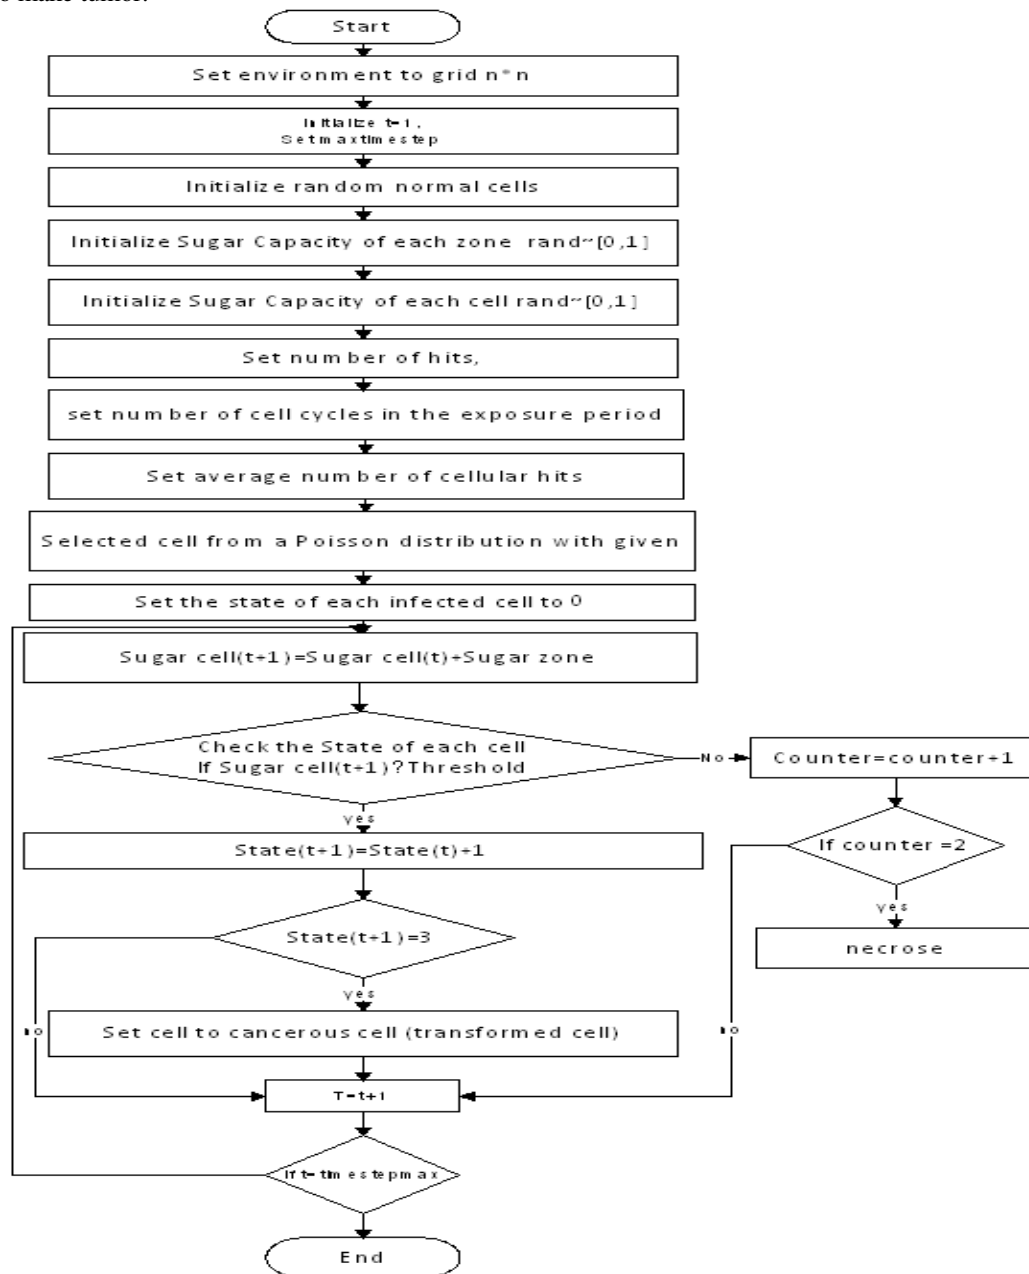 Start
Set environment to grid n*n
Initialize t=1,
Set maxtimestep
Initialize random normal cells
Initialize Sugar Capacity of each zone rand~[0,1]
Initialize Sugar Capacity of each cell rand~[0,1]
Set number of hits,
set number of cell cycles in the exposure period
Set average number of cellular hits
Selected cell from a Poisson distribution with given
Set the state of each infected cell to 0
Sugar cell(t+1)=Sugar cell(t)+Sugar zone
Check the State of each cell
If Sugar cell(t+1)?Threshold
No
Counter=counter+1
yes
If counter =2
State(t+1)=State(t)+1
yes
necrose
State(t+1)=3
yes
no
no
Set cell to cancerous cell (transformed cell)
T=t+1
If t=timestepmax
End